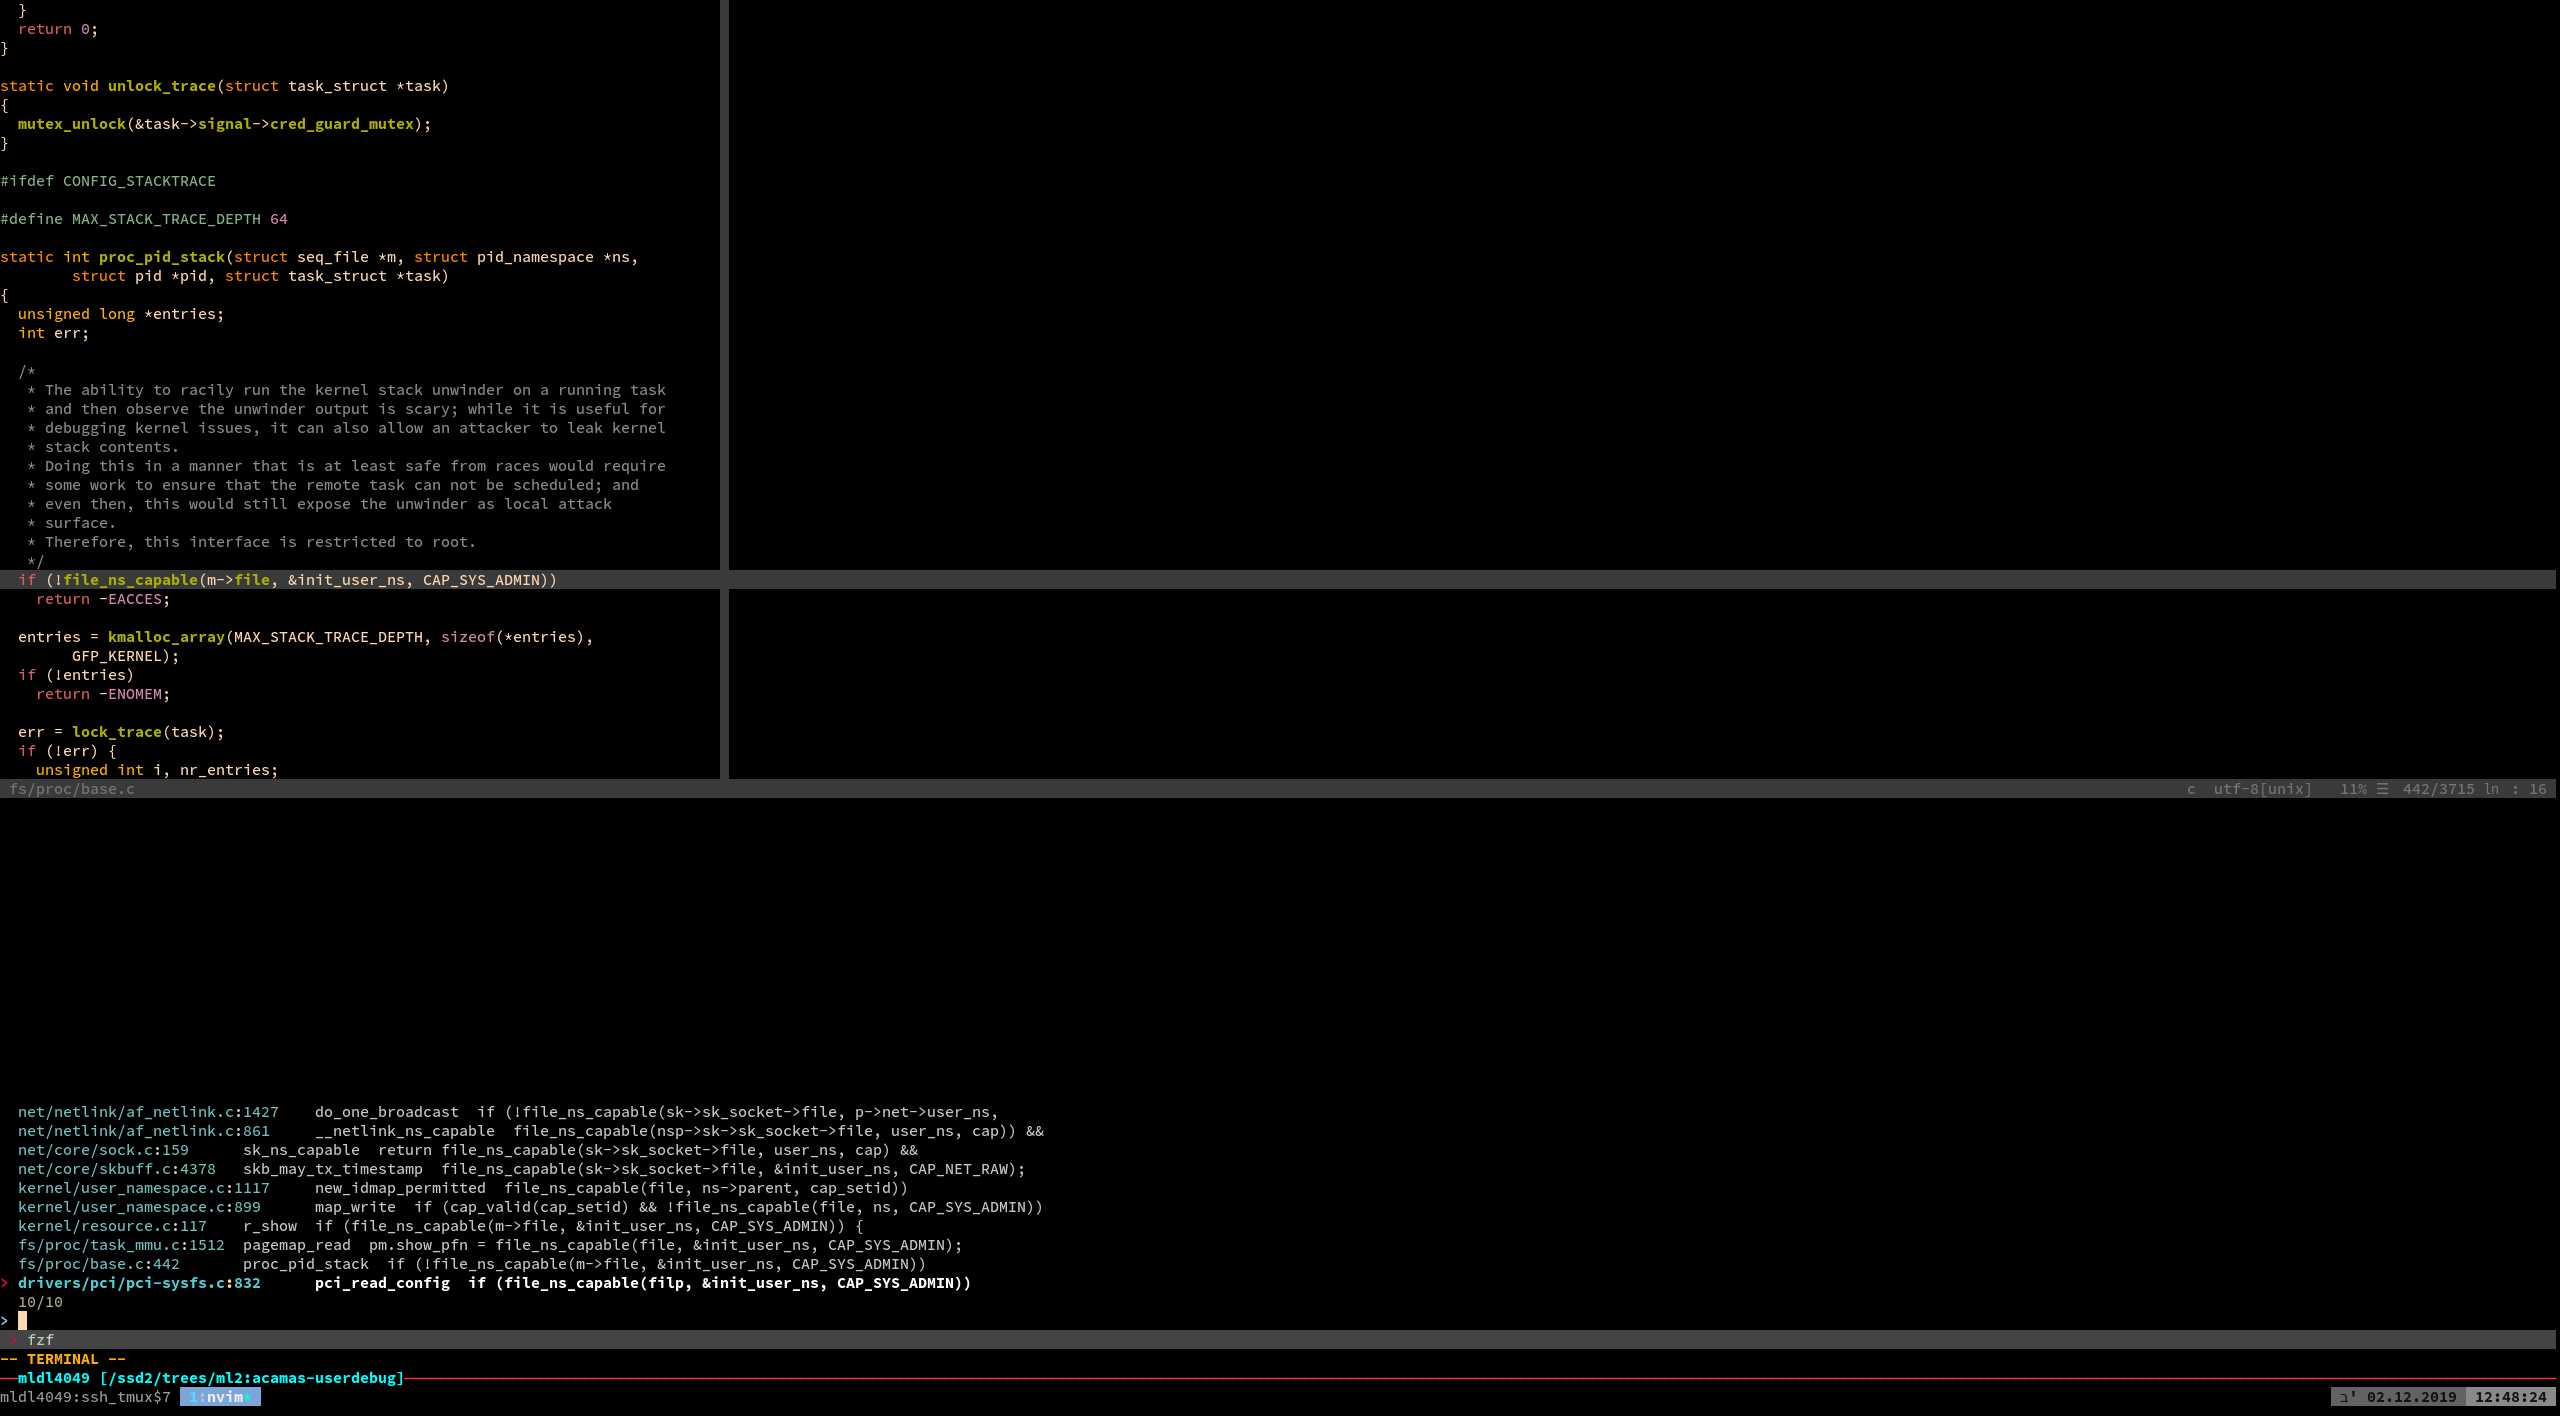 }
  return 0;
}

static void unlock_trace(struct task_struct *task)
{
  mutex_unlock(&task->signal->cred_guard_mutex);
}

#ifdef CONFIG_STACKTRACE

#define MAX_STACK_TRACE_DEPTH 64

static int proc_pid_stack(struct seq_file *m, struct pid_namespace *ns,
        struct pid *pid, struct task_struct *task)
{
  unsigned long *entries;
  int err;

  /*
   * The ability to racily run the kernel stack unwinder on a running task
   * and then observe the unwinder output is scary; while it is useful for
   * debugging kernel issues, it can also allow an attacker to leak kernel
   * stack contents.
   * Doing this in a manner that is at least safe from races would require
   * some work to ensure that the remote task can not be scheduled; and
   * even then, this would still expose the unwinder as local attack
   * surface.
   * Therefore, this interface is restricted to root.
   */
  if (!file_ns_capable(m->file, &init_user_ns, CAP_SYS_ADMIN))
    return -EACCES;

  entries = kmalloc_array(MAX_STACK_TRACE_DEPTH, sizeof(*entries),
        GFP_KERNEL);
  if (!entries)
    return -ENOMEM;

  err = lock_trace(task);
  if (!err) {
    unsigned int i, nr_entries;
fs/proc/base.c c utf-8[unix] 11% ☰ 442/3715 ln : 16
net/netlink/af_netlink.c:1427    do_one_broadcast  if (!file_ns_capable(sk->sk_socket->file, p->net->user_ns,
net/netlink/af_netlink.c:861     __netlink_ns_capable  file_ns_capable(nsp->sk->sk_socket->file, user_ns, cap)) &&
net/core/sock.c:159      sk_ns_capable  return file_ns_capable(sk->sk_socket->file, user_ns, cap) &&
net/core/skbuff.c:4378   skb_may_tx_timestamp  file_ns_capable(sk->sk_socket->file, &init_user_ns, CAP_NET_RAW);
kernel/user_namespace.c:1117     new_idmap_permitted  file_ns_capable(file, ns->parent, cap_setid))
kernel/user_namespace.c:899      map_write  if (cap_valid(cap_setid) && !file_ns_capable(file, ns, CAP_SYS_ADMIN))
kernel/resource.c:117    r_show  if (file_ns_capable(m->file, &init_user_ns, CAP_SYS_ADMIN)) {
fs/proc/task_mmu.c:1512  pagemap_read  pm.show_pfn = file_ns_capable(file, &init_user_ns, CAP_SYS_ADMIN);
fs/proc/base.c:442       proc_pid_stack  if (!file_ns_capable(m->file, &init_user_ns, CAP_SYS_ADMIN))
> drivers/pci/pci-sysfs.c:832      pci_read_config  if (file_ns_capable(filp, &init_user_ns, CAP_SYS_ADMIN))
10/10
>
> fzf
-- TERMINAL --
mldl4049 [/ssd2/trees/ml2:acamas-userdebug]
mldl4049:ssh_tmux$7 1:nvim* ב' 02.12.2019 12:48:24